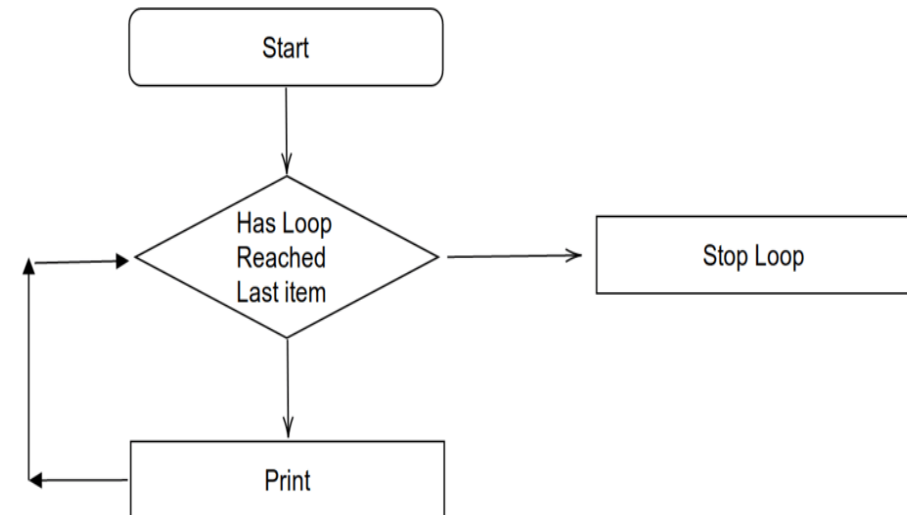 Start
Has Loop
Reached
Last item
Stop Loop
Print